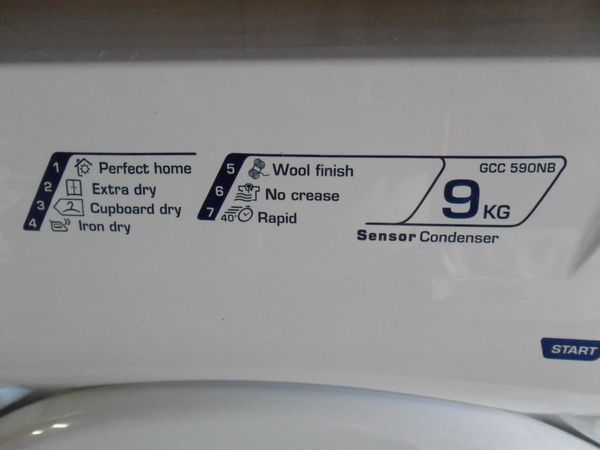 1 Perfect home
2 Extra dry
3 Cupboard dry
4 Iron dry
5 Wool finish
6 No crease
7 40' Rapid
GCC 590NB
9 KG
Sensor Condenser
START